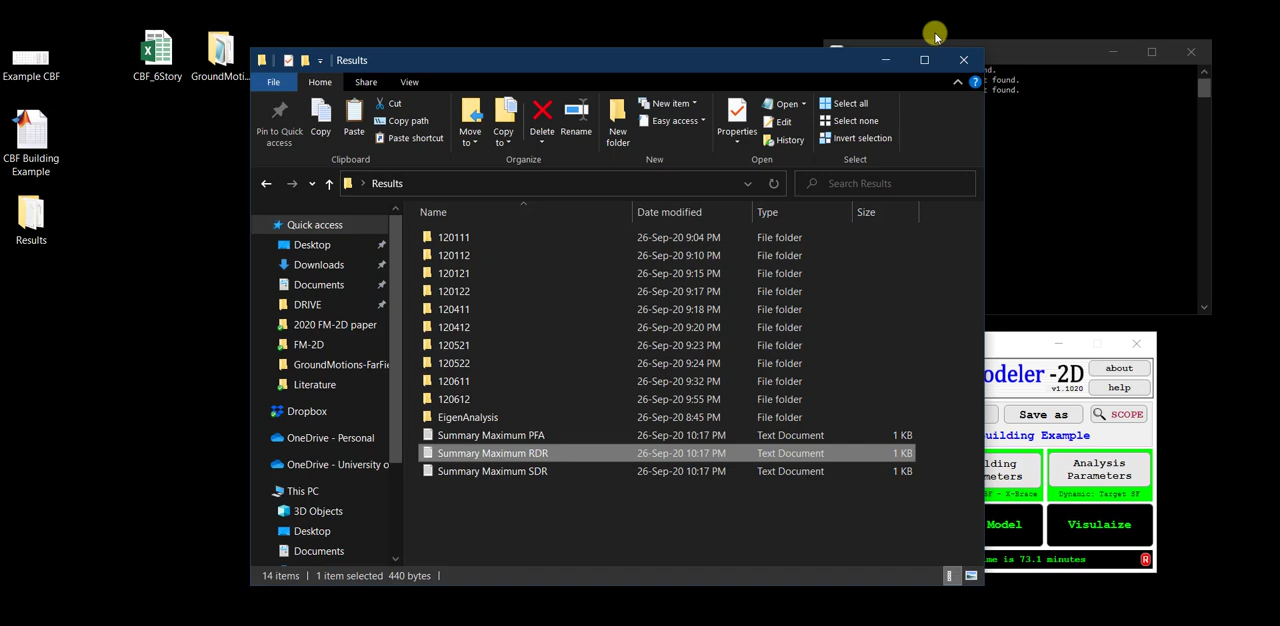 Example CBF
CBF_6Story
GroundMoti...
CBF Building
Example
Results
Results
File
Home
Share
View
Pin to Quick
access
Copy
Paste
Cut
Copy path
Paste shortcut
Clipboard
Move
to
Copy
to
Delete
Rename
Organize
New
folder
New item
Easy access
New
Properties
Open
Edit
History
Open
Select all
Select none
Invert selection
Select
Results
Search Results
Name
Date modified
Type
Size
Quick access
Desktop
Downloads
Documents
DRIVE
2020 FM-2D paper
FM-2D
GroundMotions-FarFie
Literature
Dropbox
OneDrive - Personal
OneDrive - University o
This PC
3D Objects
Desktop
Documents
120111 26-Sep-20 9:04 PM File folder
120112 26-Sep-20 9:10 PM File folder
120121 26-Sep-20 9:15 PM File folder
120122 26-Sep-20 9:17 PM File folder
120411 26-Sep-20 9:18 PM File folder
120412 26-Sep-20 9:20 PM File folder
120521 26-Sep-20 9:23 PM File folder
120522 26-Sep-20 9:24 PM File folder
120611 26-Sep-20 9:32 PM File folder
120612 26-Sep-20 9:55 PM File folder
EigenAnalysis 26-Sep-20 8:45 PM File folder
Summary Maximum PFA 26-Sep-20 10:17 PM Text Document 1 KB
Summary Maximum RDR 26-Sep-20 10:17 PM Text Document 1 KB
Summary Maximum SDR 26-Sep-20 10:17 PM Text Document 1 KB
14 items
1 item selected 440 bytes
nd.
t found.
t found.
odeler -2D
v1.1020
about
help
Save as
SCOPE
uilding Example
lding
meters
BF - X-Brace
Analysis
Parameters
Dynamic: Target SF
Model
Visulaize
me is 73.1 minutes
R